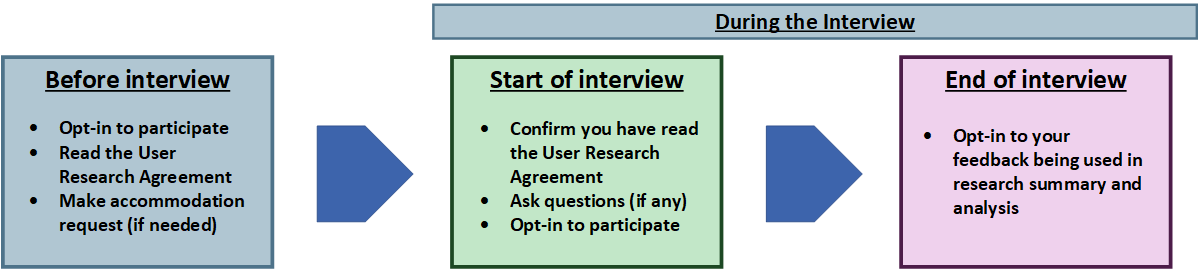 During the Interview
Before interview
• Opt-in to participate
• Read the User
Research Agreement
• Make accommodation
request (if needed)
Start of interview
• Confirm you have read
the User Research
Agreement
• Ask questions (if any)
• Opt-in to participate
End of interview
• Opt-in to your
feedback being used in
research summary and
analysis